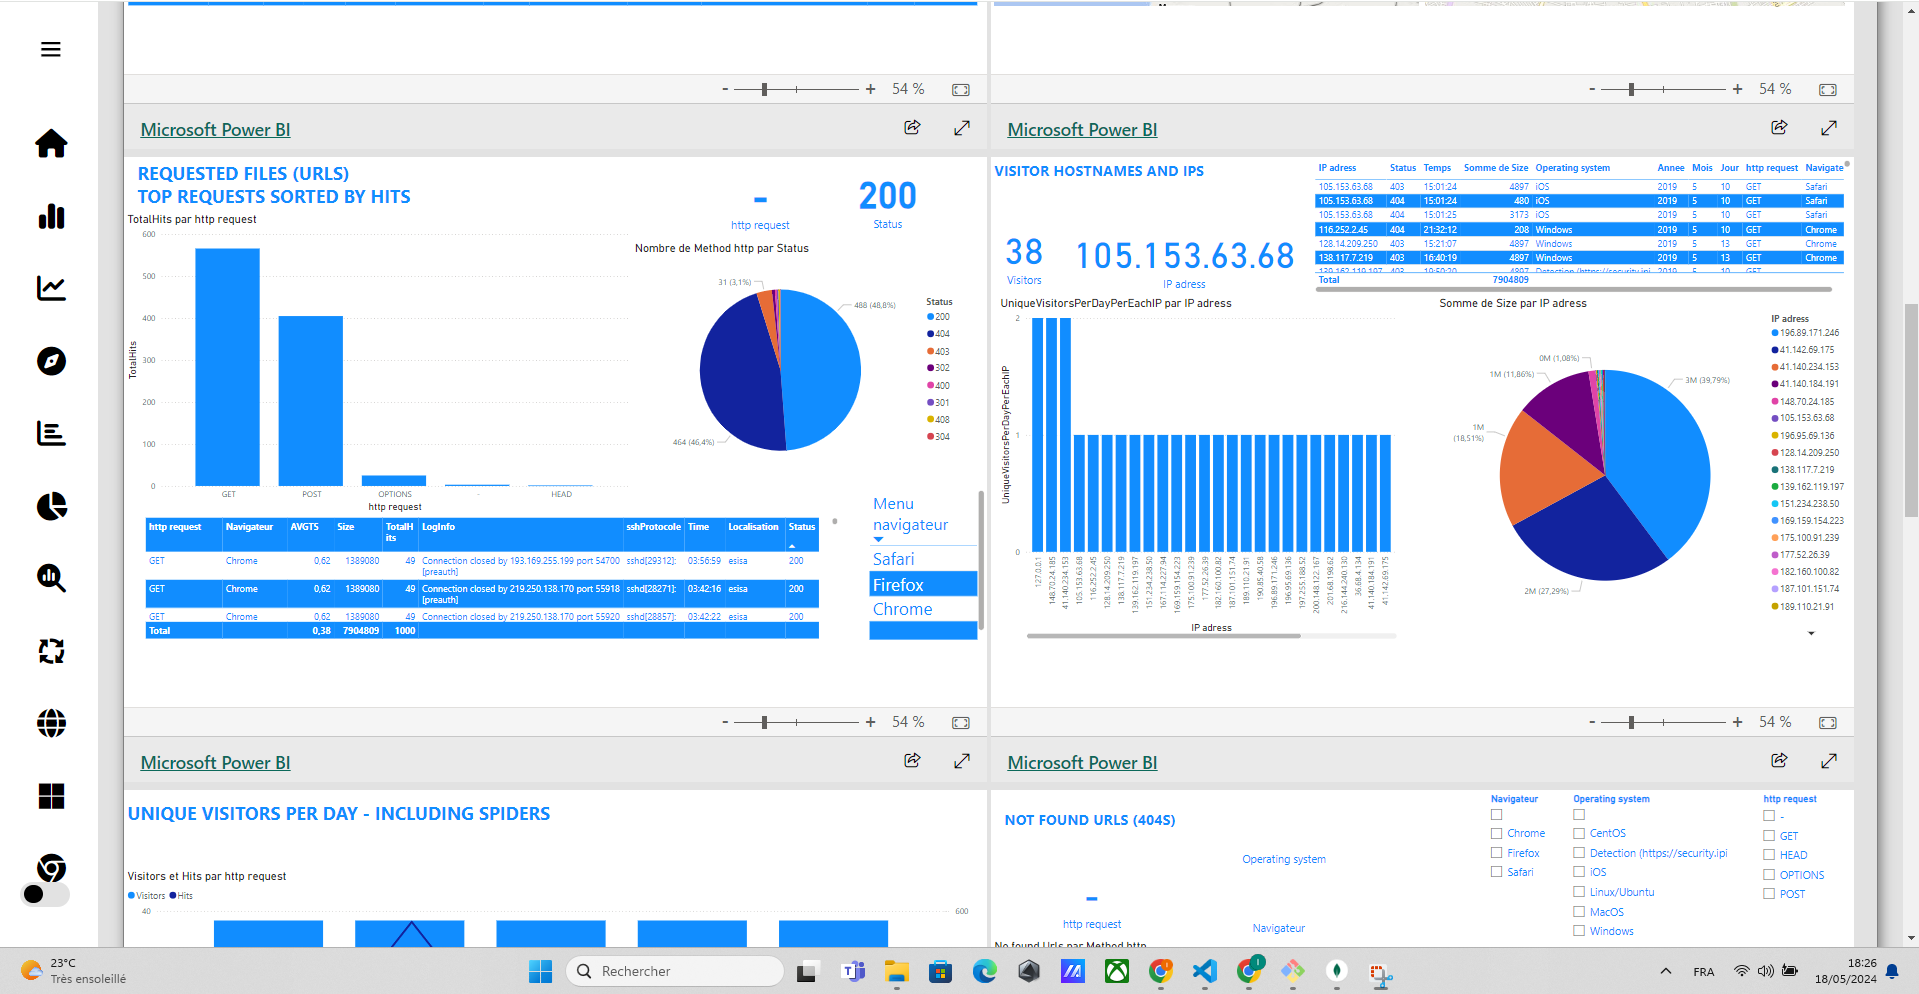 54 %
54 %
Microsoft Power BI
Microsoft Power BI
REQUESTED FILES (URLS)
TOP REQUESTS SORTED BY HITS
-
http request
200
Status
TotalHits par http request
600
500
400
300
200
100
0
TotalHits
GET
POST
OPTIONS
-
HEAD
http request
Nombre de Method http par Status
31 (3,1%)
488 (48,8%)
464 (46,4%)
Status
200
404
403
302
400
301
408
304
http request Navigateur AVGTS Size TotalH its LogInfo sshProtocole Time Localisation Status
GET Chrome 0,62 1389080 49 Connection closed by 193.169.255.199 port 54700 [preauth] sshd[29312]: 03:56:59 esisa 200
GET Chrome 0,62 1389080 49 Connection closed by 219.250.138.170 port 55918 [preauth] sshd[28271]: 03:42:16 esisa 200
GET Chrome 0,62 1389080 49 Connection closed by 219.250.138.170 port 55920 sshd[28857]: 03:42:22 esisa 200
Total 0,38 7904809 1000
Menu
navigateur
Safari
Firefox
Chrome
VISITOR HOSTNAMES AND IPS
38
Visitors
105.153.63.68
IP adress
IP adress Status Temps Somme de Size Operating system Annee Mois Jour http request Navigate
105.153.63.68 403 15:01:24 4897 iOS 2019 5 10 GET Safari
105.153.63.68 404 15:01:24 480 iOS 2019 5 10 GET Safari
105.153.63.68 404 15:01:25 3173 iOS 2019 5 10 GET Safari
116.252.2.45 404 21:32:12 208 Windows 2019 5 10 GET Chrome
128.14.209.250 403 15:21:07 4897 Windows 2019 5 13 GET Chrome
138.117.7.219 403 16:40:19 4897 Windows 2019 5 13 GET Chrome
139.162.119.197 403 19:50:20 4897 Detection (https://security.ipi 2019 5 10 GET
Total 7904809
UniqueVisitorsPerDayPerEachIP par IP adress
2
1
0
UniqueVisitorsPerDayPerEachIP
127.0.0.1
148.70.24.185
41.140.234.153
105.153.63.68
116.252.2.45
128.14.209.250
138.117.7.219
139.162.119.197
151.234.238.50
167.114.227.94
169.159.154.223
175.100.91.239
177.52.26.39
182.160.100.82
187.101.151.74
189.110.21.91
190.85.40.58
196.89.171.246
196.95.69.136
197.255.188.52
200.148.122.167
201.68.198.62
216.144.240.130
36.68.4.134
41.140.184.191
41.142.69.175
IP adress
Somme de Size par IP adress
0M (1,08%)
1M (11,86%)
1M
(18,51%)
3M (39,79%)
2M (27,29%)
IP adress
196.89.171.246
41.142.69.175
41.140.234.153
41.140.184.191
148.70.24.185
105.153.63.68
196.95.69.136
128.14.209.250
138.117.7.219
139.162.119.197
151.234.238.50
169.159.154.223
175.100.91.239
177.52.26.39
182.160.100.82
187.101.151.74
189.110.21.91
54 %
54 %
Microsoft Power BI
Microsoft Power BI
UNIQUE VISITORS PER DAY - INCLUDING SPIDERS
Visitors et Hits par http request
Visitors Hits
40
600
NOT FOUND URLS (404S)
Operating system
-
http request
Navigateur
No found Urls par Method http
Navigateur
Chrome
Firefox
Safari
Operating system
CentOS
Detection (https://security.ipi
iOS
Linux/Ubuntu
MacOS
Windows
http request
-
GET
HEAD
OPTIONS
POST
23°C
Très ensoleillé
Rechercher
FRA
18:26
18/05/2024